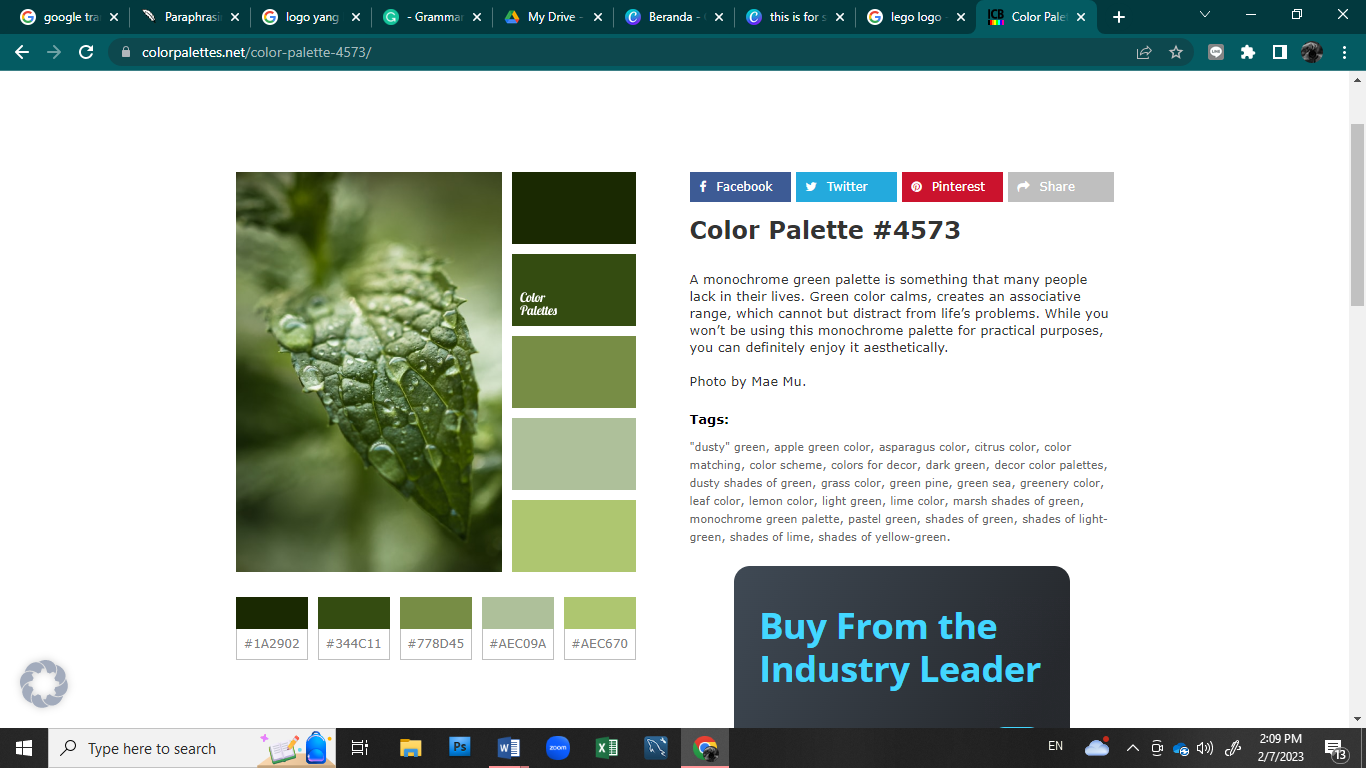 google tra
Paraphrasi
logo yang
- Gramma
My Drive -
Beranda -
this is for s
lego logo -
ICB
Color Palet
colorpalettes.net/color-palette-4573/
Color
Palettes
#1A2902
#344C11
#778D45
#AEC09A
#AEC670
Facebook
Twitter
Pinterest
Share
Color Palette #4573
A monochrome green palette is something that many people
lack in their lives. Green color calms, creates an associative
range, which cannot but distract from life’s problems. While you
won’t be using this monochrome palette for practical purposes,
you can definitely enjoy it aesthetically.
Photo by Mae Mu.
Tags:
"dusty" green, apple green color, asparagus color, citrus color, color
matching, color scheme, colors for decor, dark green, decor color palettes,
dusty shades of green, grass color, green pine, green sea, greenery color,
leaf color, lemon color, light green, lime color, marsh shades of green,
monochrome green palette, pastel green, shades of green, shades of light-
green, shades of lime, shades of yellow-green.
Buy From the
Industry Leader
Type here to search
Ps
zoom
EN
2:09 PM
2/7/2023
13